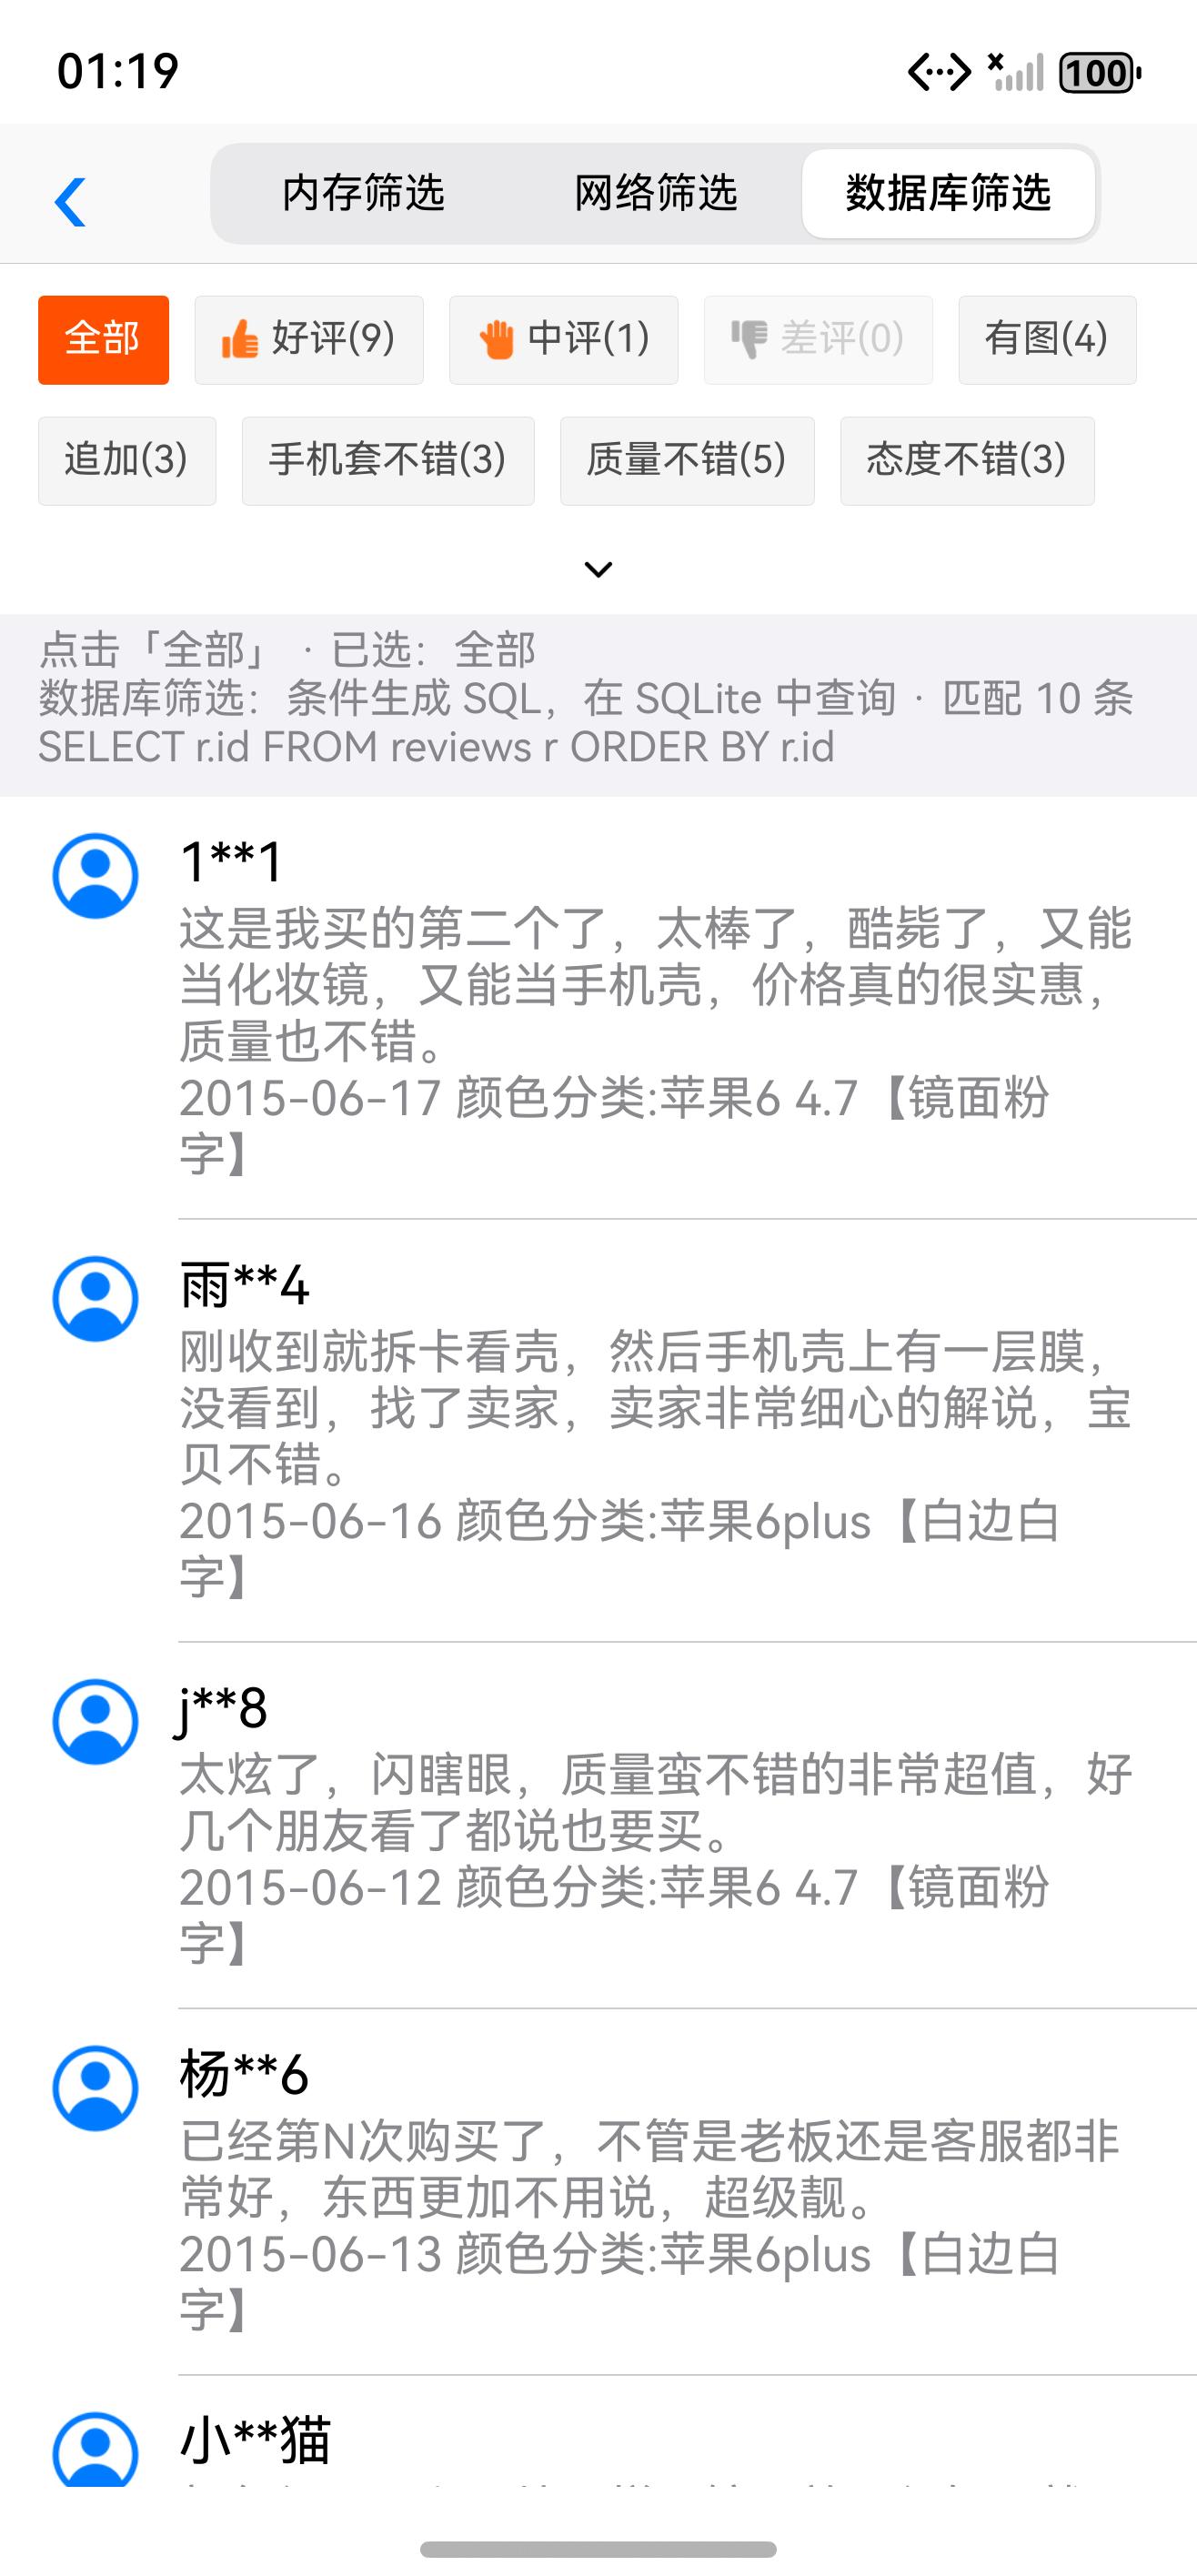 01:19
100
内存筛选 网络筛选 数据库筛选
全部 好评(9) 中评(1) 差评(0) 有图(4)
追加(3) 手机套不错(3) 质量不错(5) 态度不错(3)
点击「全部」 · 已选：全部
数据库筛选：条件生成 SQL，在 SQLite 中查询 · 匹配 10 条
SELECT r.id FROM reviews r ORDER BY r.id
1**1
这是我买的第二个了，太棒了，酷毙了，又能
当化妆镜，又能当手机壳，价格真的很实惠，
质量也不错。
2015-06-17 颜色分类:苹果6 4.7【镜面粉
字】
雨**4
刚收到就拆卡看壳，然后手机壳上有一层膜，
没看到，找了卖家，卖家非常细心的解说，宝
贝不错。
2015-06-16 颜色分类:苹果6plus【白边白
字】
j**8
太炫了，闪瞎眼，质量蛮不错的非常超值，好
几个朋友看了都说也要买。
2015-06-12 颜色分类:苹果6 4.7【镜面粉
字】
杨**6
已经第N次购买了，不管是老板还是客服都非
常好，东西更加不用说，超级靓。
2015-06-13 颜色分类:苹果6plus【白边白
字】
小**猫